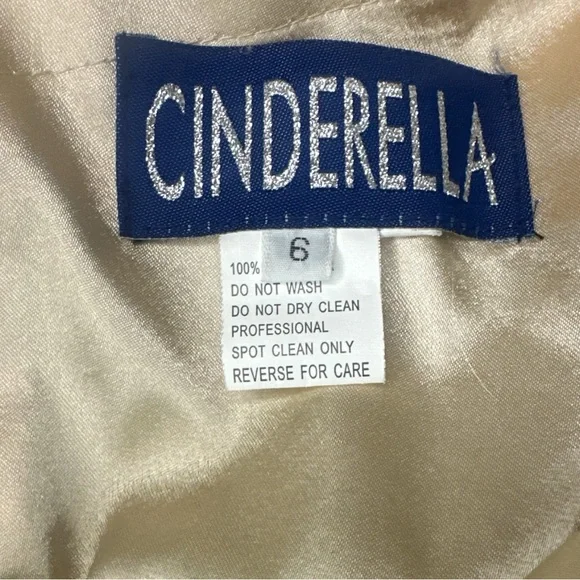 CINDERELLA
6
100%
DO NOT WASH
DO NOT DRY CLEAN
PROFESSIONAL
SPOT CLEAN ONLY
REVERSE FOR CARE